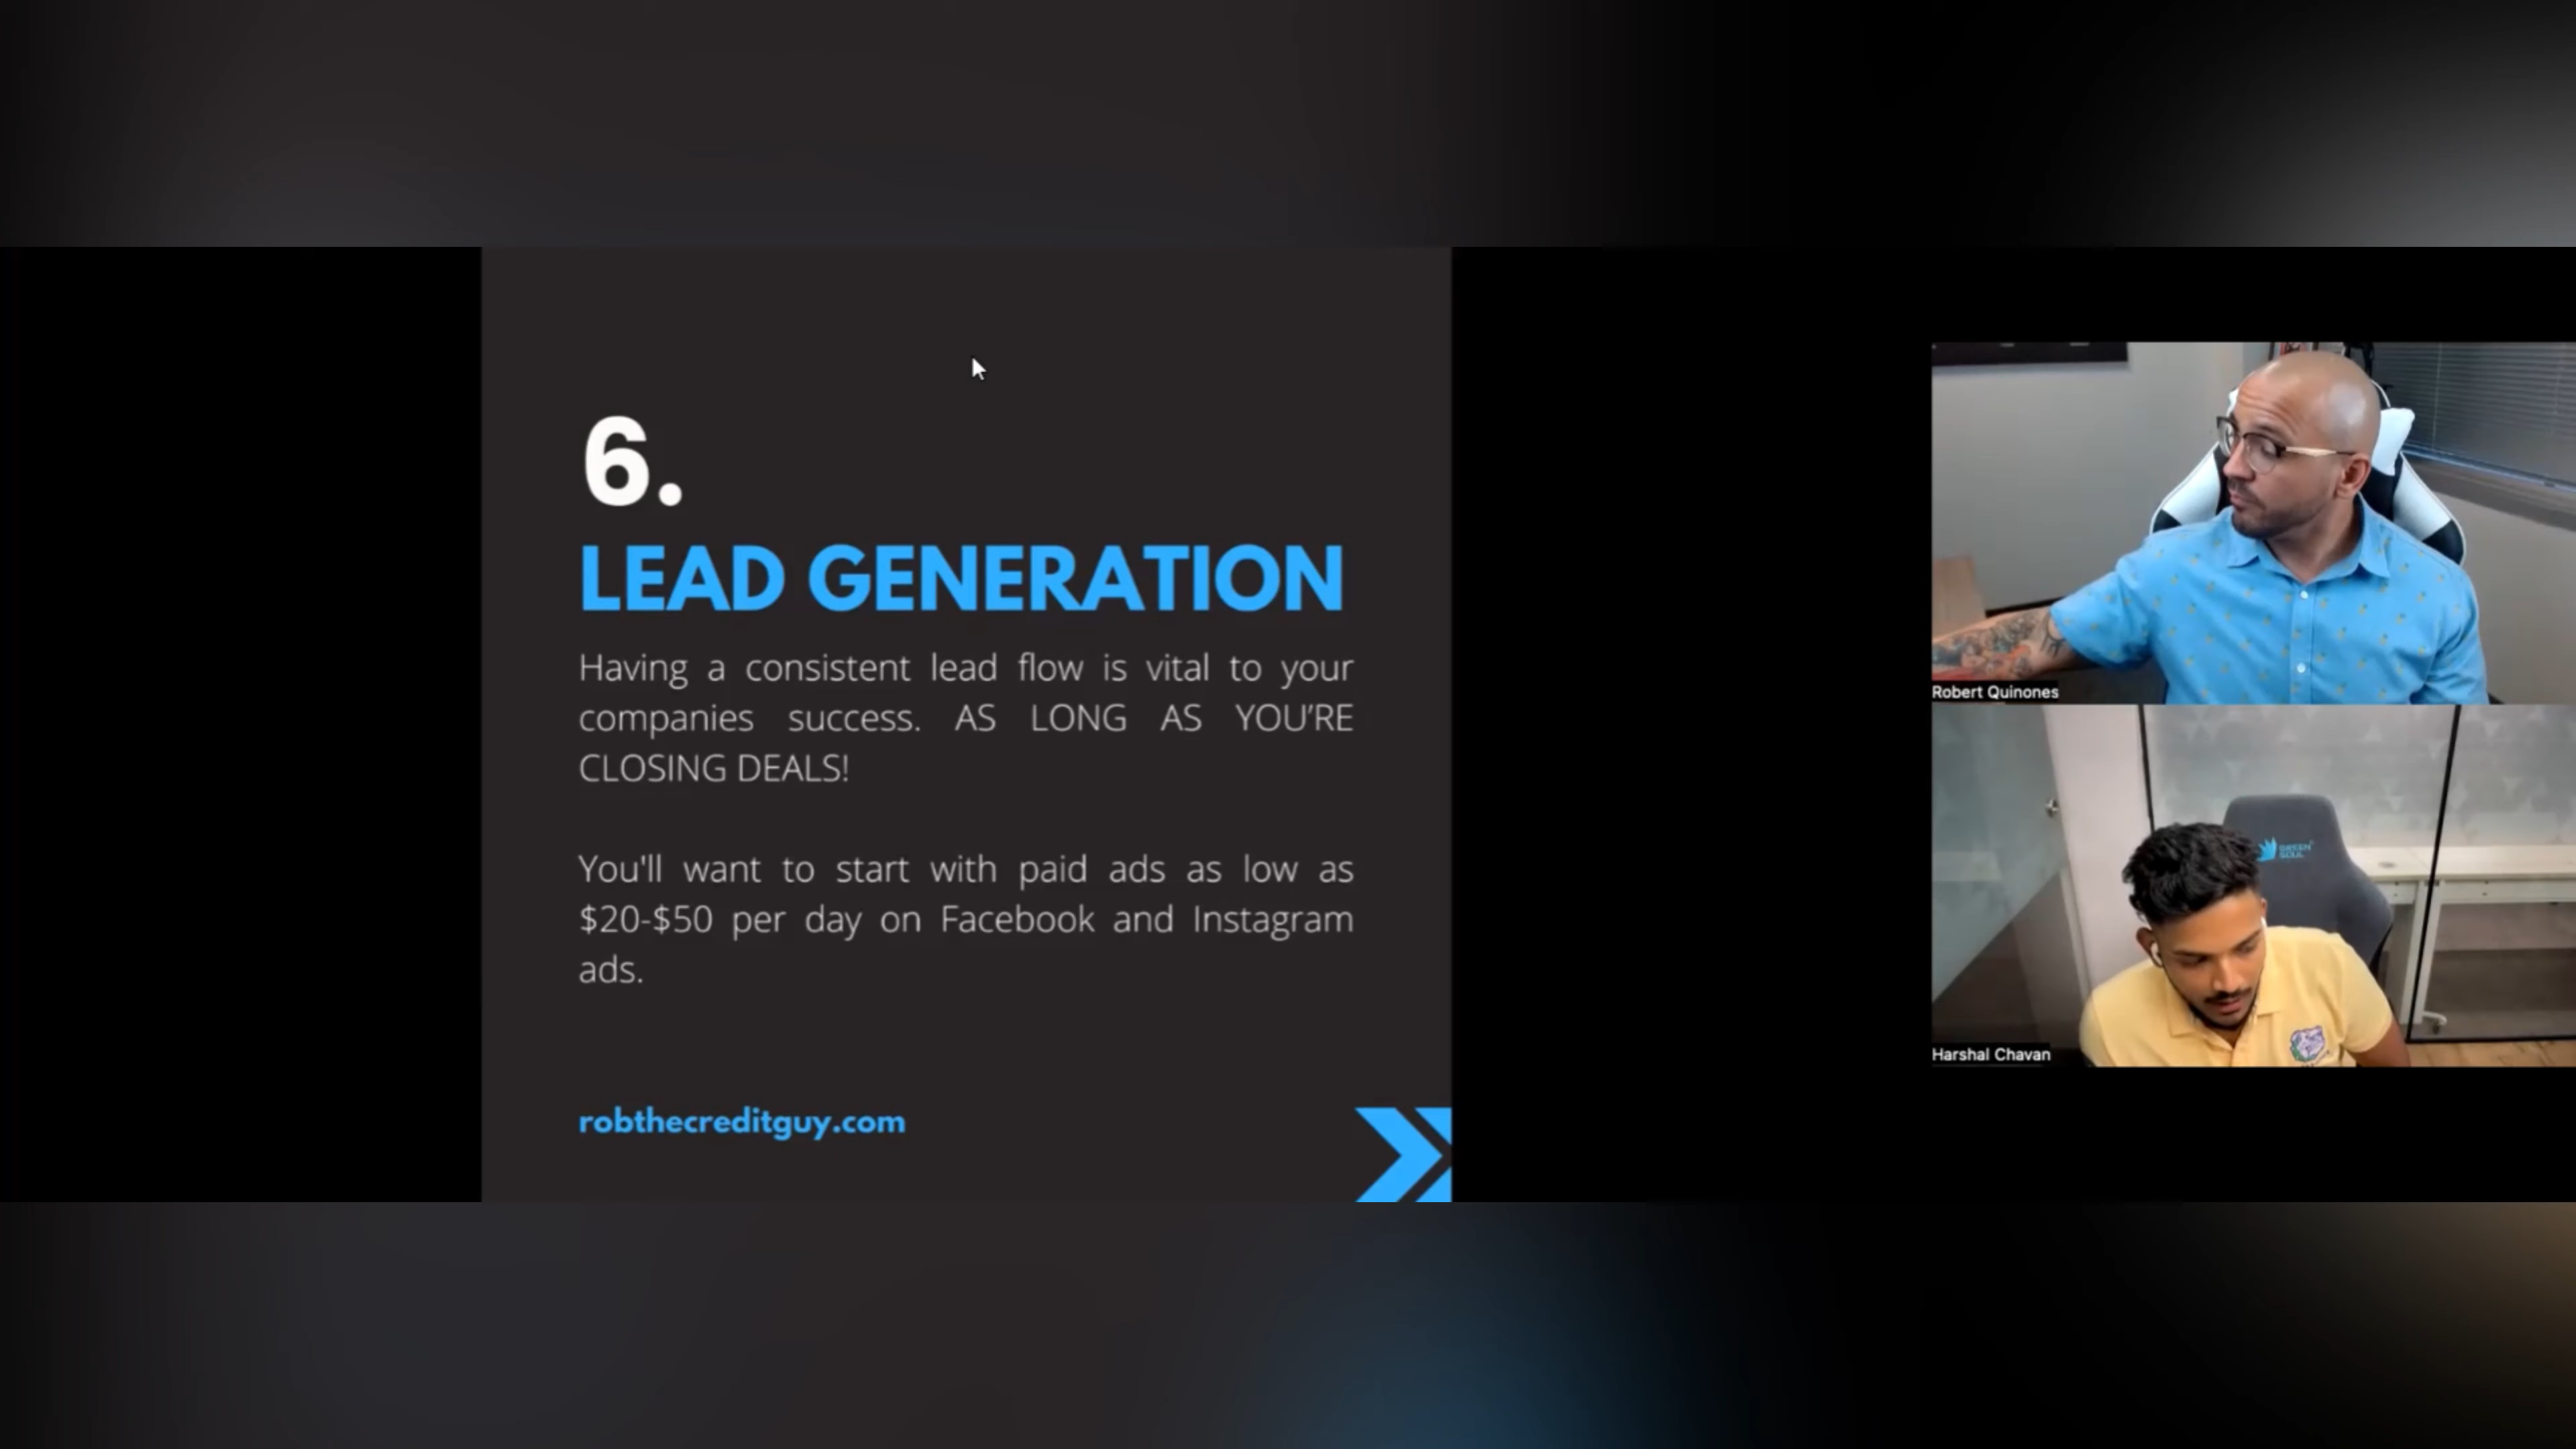 6.
LEAD GENERATION
Having a consistent lead flow is vital to your
companies success. AS LONG AS YOU'RE
CLOSING DEALS!
You'll want to start with paid ads as low as
$20-$50 per day on Facebook and Instagram
ads.
robthecreditguy.com
Robert Quinones
GREEN
SOUL
Harshal Chavan